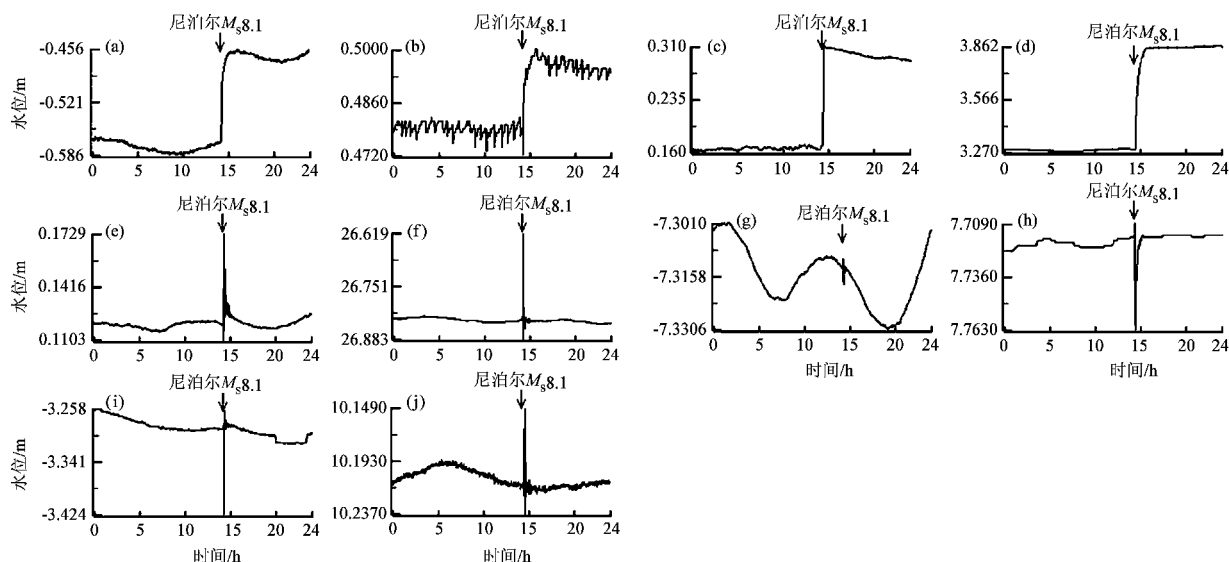 尼泊尔Ms8.1
(a)
水位/m
-0.456
-0.521
-0.586
0 5 10 15 20 24
尼泊尔Ms8.1
(b)
0.5000
0.4860
0.4720
0 5 10 15 20 24
尼泊尔Ms8.1
(c)
0.310
0.235
0.160
0 5 10 15 20 24
尼泊尔Ms8.1
(d)
3.862
3.566
3.270
0 5 10 15 20 24
尼泊尔Ms8.1
(e)
水位/m
0.1729
0.1416
0.1103
0 5 10 15 20 24
尼泊尔Ms8.1
(f)
26.619
26.751
26.883
0 5 10 15 20 24
尼泊尔Ms8.1
(g)
-7.3010
-7.3158
-7.3306
0 5 10 15 20 24
时间/h
尼泊尔Ms8.1
(h)
7.7090
7.7360
7.7630
0 5 10 15 20 24
时间/h
尼泊尔Ms8.1
(i)
水位/m
-3.258
-3.341
-3.424
0 5 10 15 20 24
时间/h
尼泊尔Ms8.1
(j)
10.1490
10.1930
10.2370
0 5 10 15 20 24
时间/h